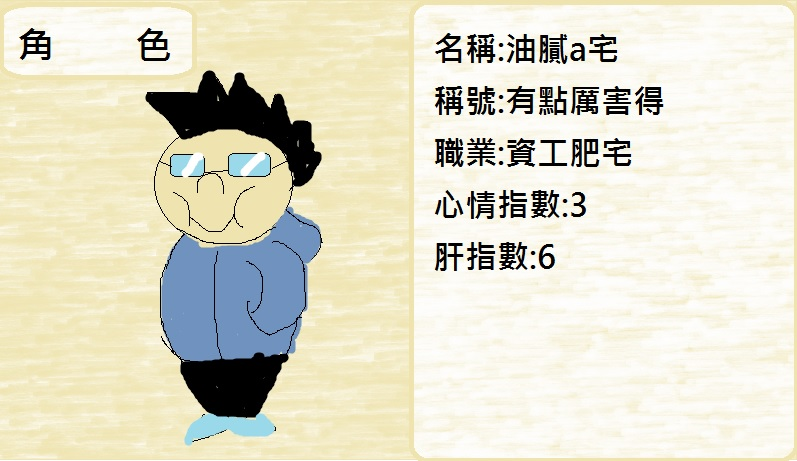 角 色
名稱:油膩a宅
稱號:有點厲害得
職業:資工肥宅
心情指數:3
肝指數:6